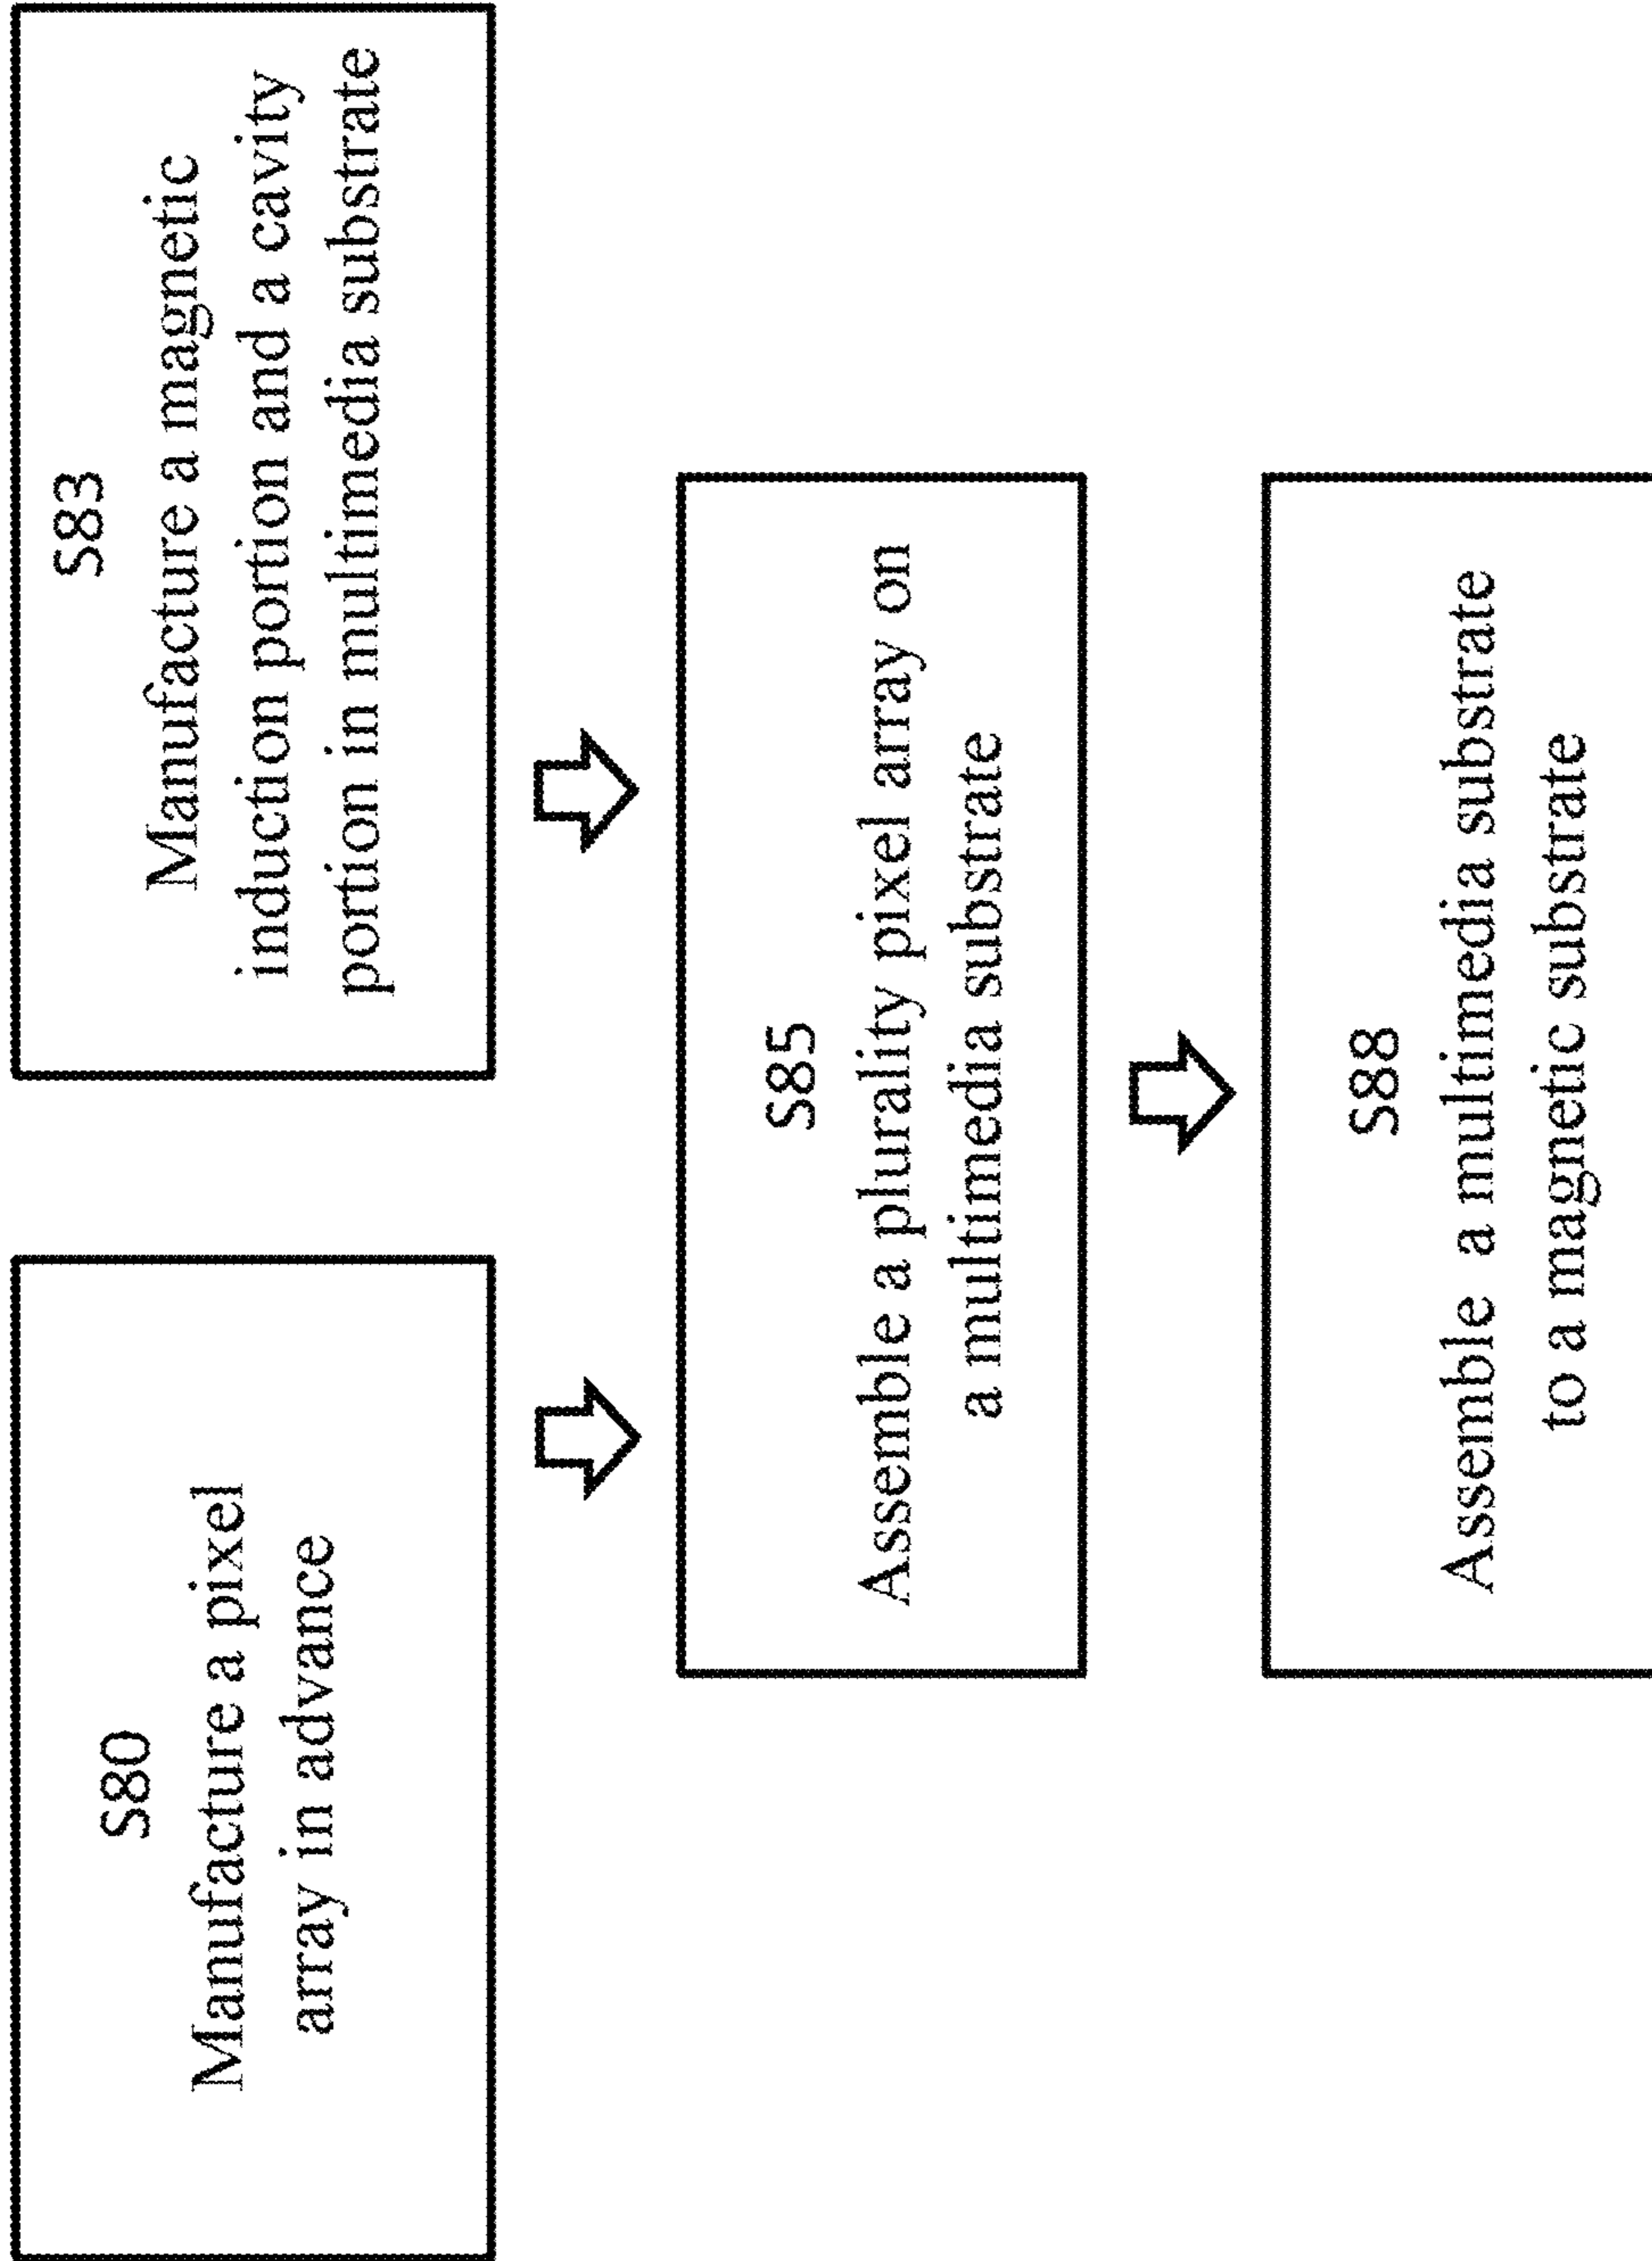 S80
Manufacture a pixel
array in advance
S83
Manufacture a magnetic
induction portion and a cavity
portion in multimedia substrate
S85
Assemble a plurality pixel array on
a multimedia substrate
S88
Assemble a multimedia substrate
to a magnetic substrate